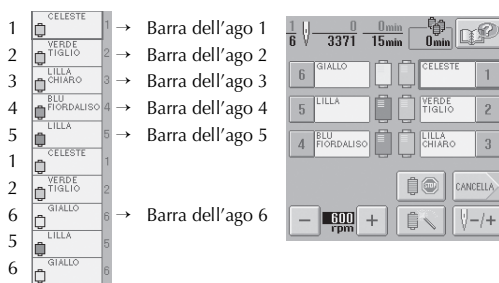 1 CELESTE 1 → Barra dell'ago 1
2 VERDE TIGLIO 2 → Barra dell'ago 2
3 LILLA CHIARO 3 → Barra dell'ago 3
4 BLU FIORDALISO 4 → Barra dell'ago 4
5 LILLA 5 → Barra dell'ago 5
1 CELESTE 1
2 VERDE TIGLIO 2
6 GIALLO 6 → Barra dell'ago 6
5 LILLA 5
6 GIALLO 6
1 0 0min
6 3371 15min 0min
6 GIALLO CELESTE 1
5 LILLA VERDE TIGLIO 2
4 BLU FIORDALISO LILLA CHIARO 3
STOP CANCELLA
− 600 rpm + −/+